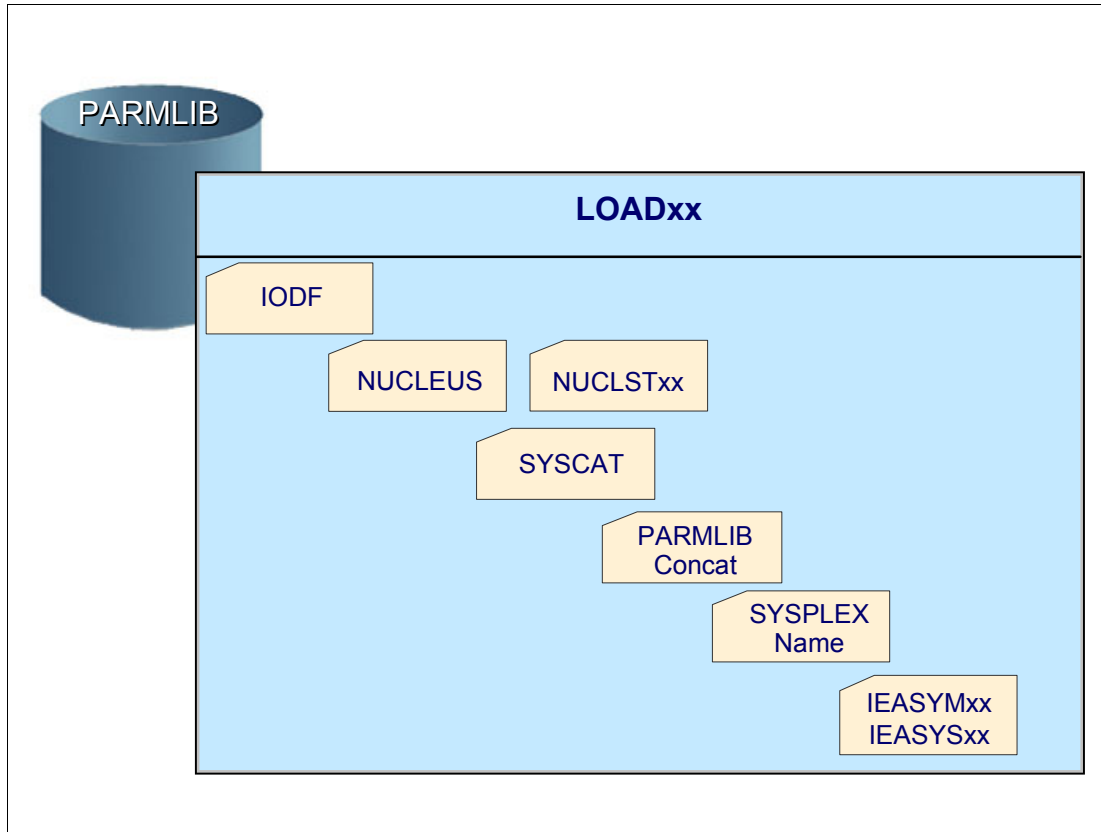 PARMLIB
LOADxx
IODF
NUCLEUS
NUCLSTxx
SYSCAT
PARMLIB
Concat
SYSPLEX
Name
IEASYMxx
IEASYSxx